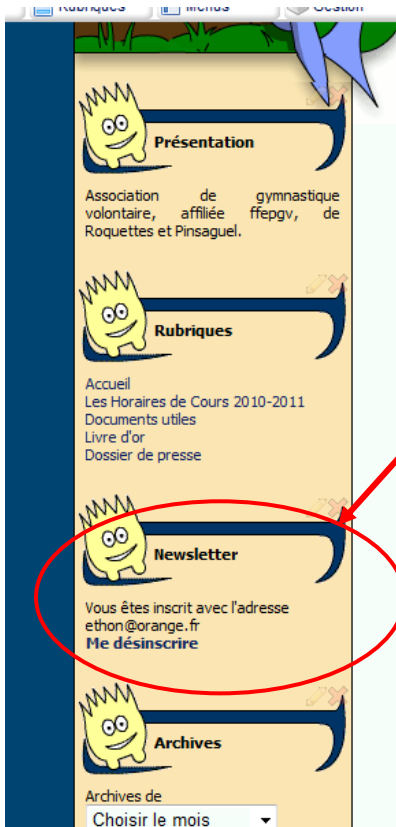 Rubriques Menus Gestion
Présentation
Association de gymnastique
volontaire, affiliée ffepgv, de
Roquettes et Pinsaguel.
Rubriques
Accueil
Les Horaires de Cours 2010-2011
Documents utiles
Livre d'or
Dossier de presse
Newsletter
Vous êtes inscrit avec l'adresse
ethon@orange.fr
Me désinscrire
Archives
Archives de
Choisir le mois